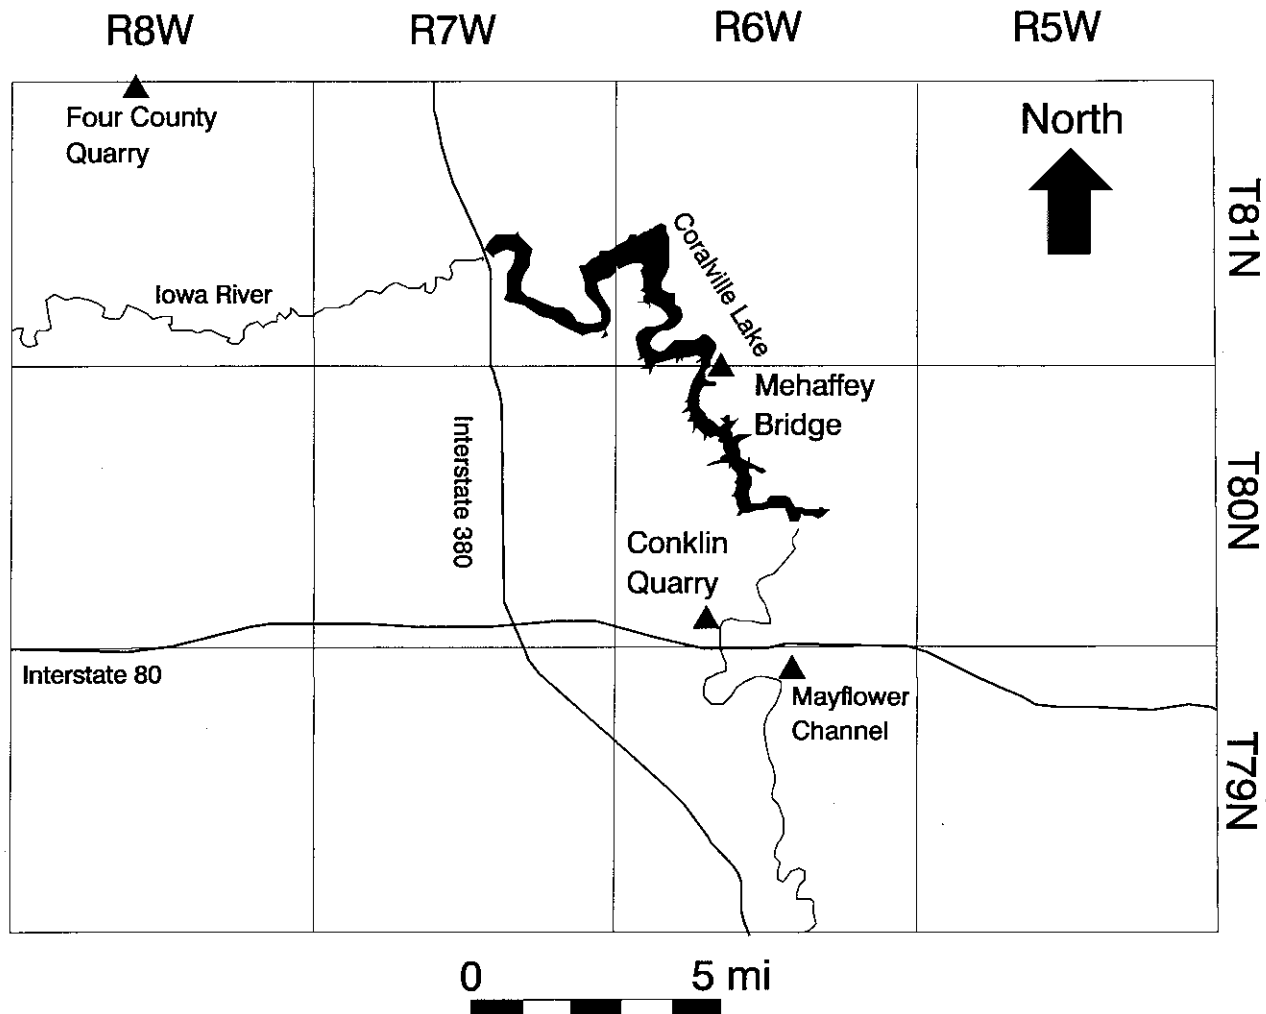 R8W R7W R6W R5W
Four County
Quarry
North
T81N
Coralville Lake
Iowa River
Mehaffey
Bridge
Interstate 380
T80N
Conklin
Quarry
Interstate 80
Mayflower
Channel
T79N
0 5 mi